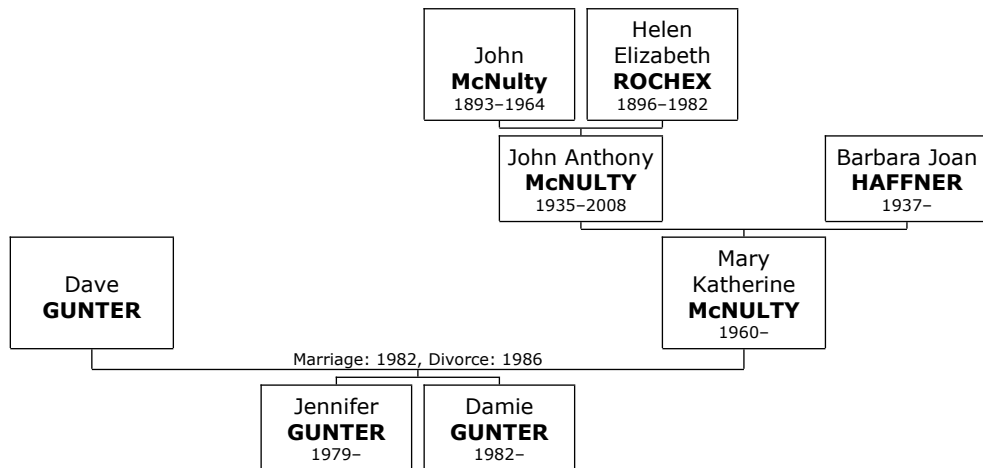 John
McNulty
1893–1964
Helen
Elizabeth
ROCHEX
1896–1982
John Anthony
McNULTY
1935–2008
Barbara Joan
HAFFNER
1937–
Dave
GUNTER
Mary
Katherine
McNULTY
1960–
Marriage: 1982, Divorce: 1986
Jennifer
GUNTER
1979–
Damie
GUNTER
1982–